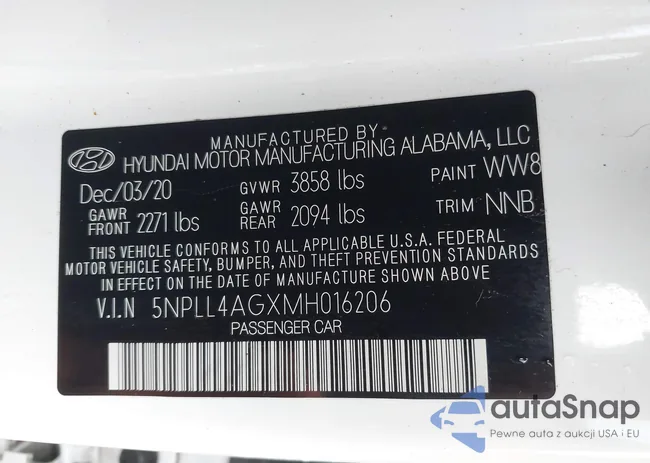 MANUFACTURED BY
HYUNDAI MOTOR MANUFACTURING ALABAMA, LLC
Dec/03/20 GVWR 3858 lbs PAINT WW8
GAWR FRONT 2271 lbs GAWR REAR 2094 lbs TRIM NNB
THIS VEHICLE CONFORMS TO ALL APPLICABLE U.S.A. FEDERAL
MOTOR VEHICLE SAFETY, BUMPER, AND THEFT PREVENTION STANDARDS
IN EFFECT ON THE DATE OF MANUFACTURE SHOWN ABOVE
V.I.N 5NPLL4AGXMH016206
PASSENGER CAR
autaSnap
Pewne auta z aukcji USA i EU